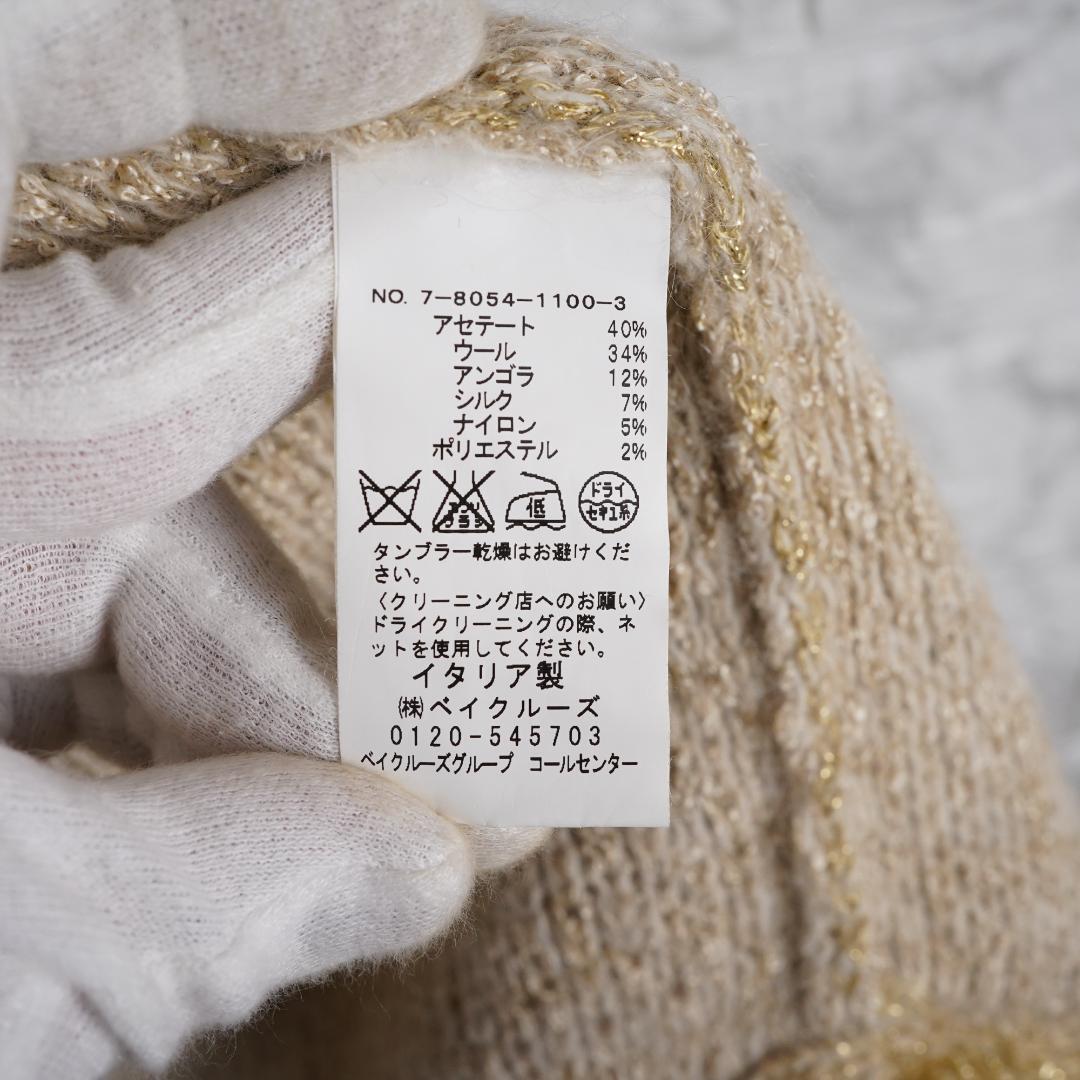 NO. 7-8054-1100-3
アセテート 40%
ウール 34%
アンゴラ 12%
シルク 7%
ナイロン 5%
ポリエステル 2%
エンソ
サラシ
低
ドライ
セキユ系
タンブラー乾燥はお避けくだ
さい。
〈クリーニング店へのお願い〉
ドライクリーニングの際、ネ
ットを使用してください。
イタリア製
㈱ベイクルーズ
0120-545703
ベイクルーズグループ コールセンター